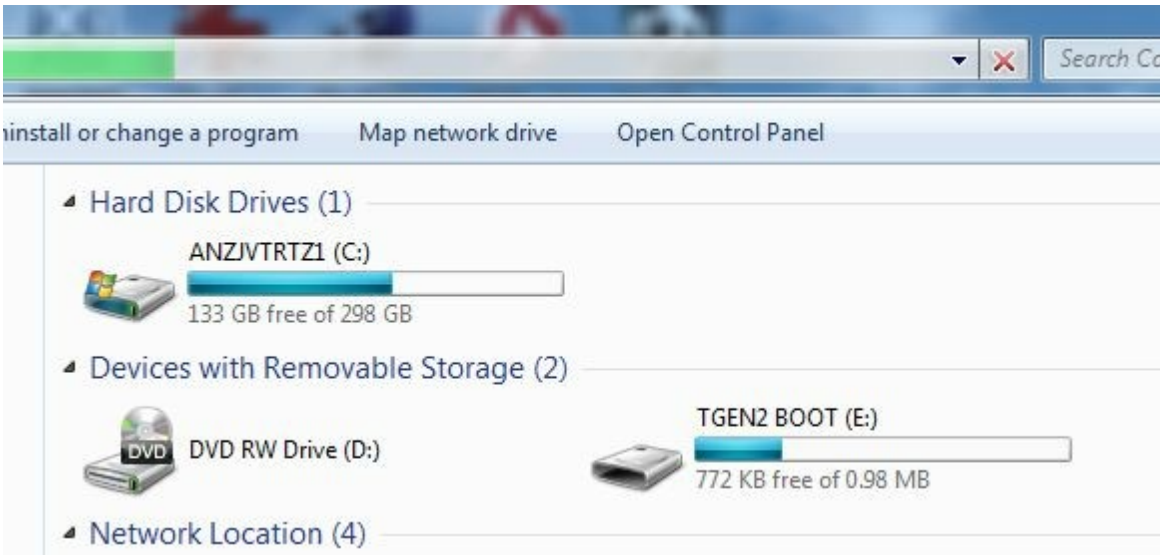 Search Co
ninstall or change a program Map network drive Open Control Panel
Hard Disk Drives (1)
ANZJVTRTZ1 (C:)
133 GB free of 298 GB
Devices with Removable Storage (2)
DVD
DVD RW Drive (D:)
TGEN2 BOOT (E:)
772 KB free of 0.98 MB
Network Location (4)